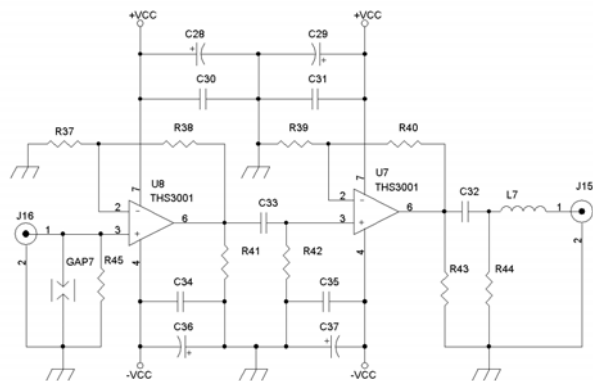 +VCC +VCC
C28 C29
+ +
C30 C31
R37 R38 R39 R40
7 7
U8 U7
THS3001 THS3001
J16 2 - 6 C33 2 - 6 C32 L7 J15
1 3 + 3 + 1
2 GAP7 R45 4 R41 R42 4 R43 R44 2
C34 C35
C36 C37
+ +
-VCC -VCC